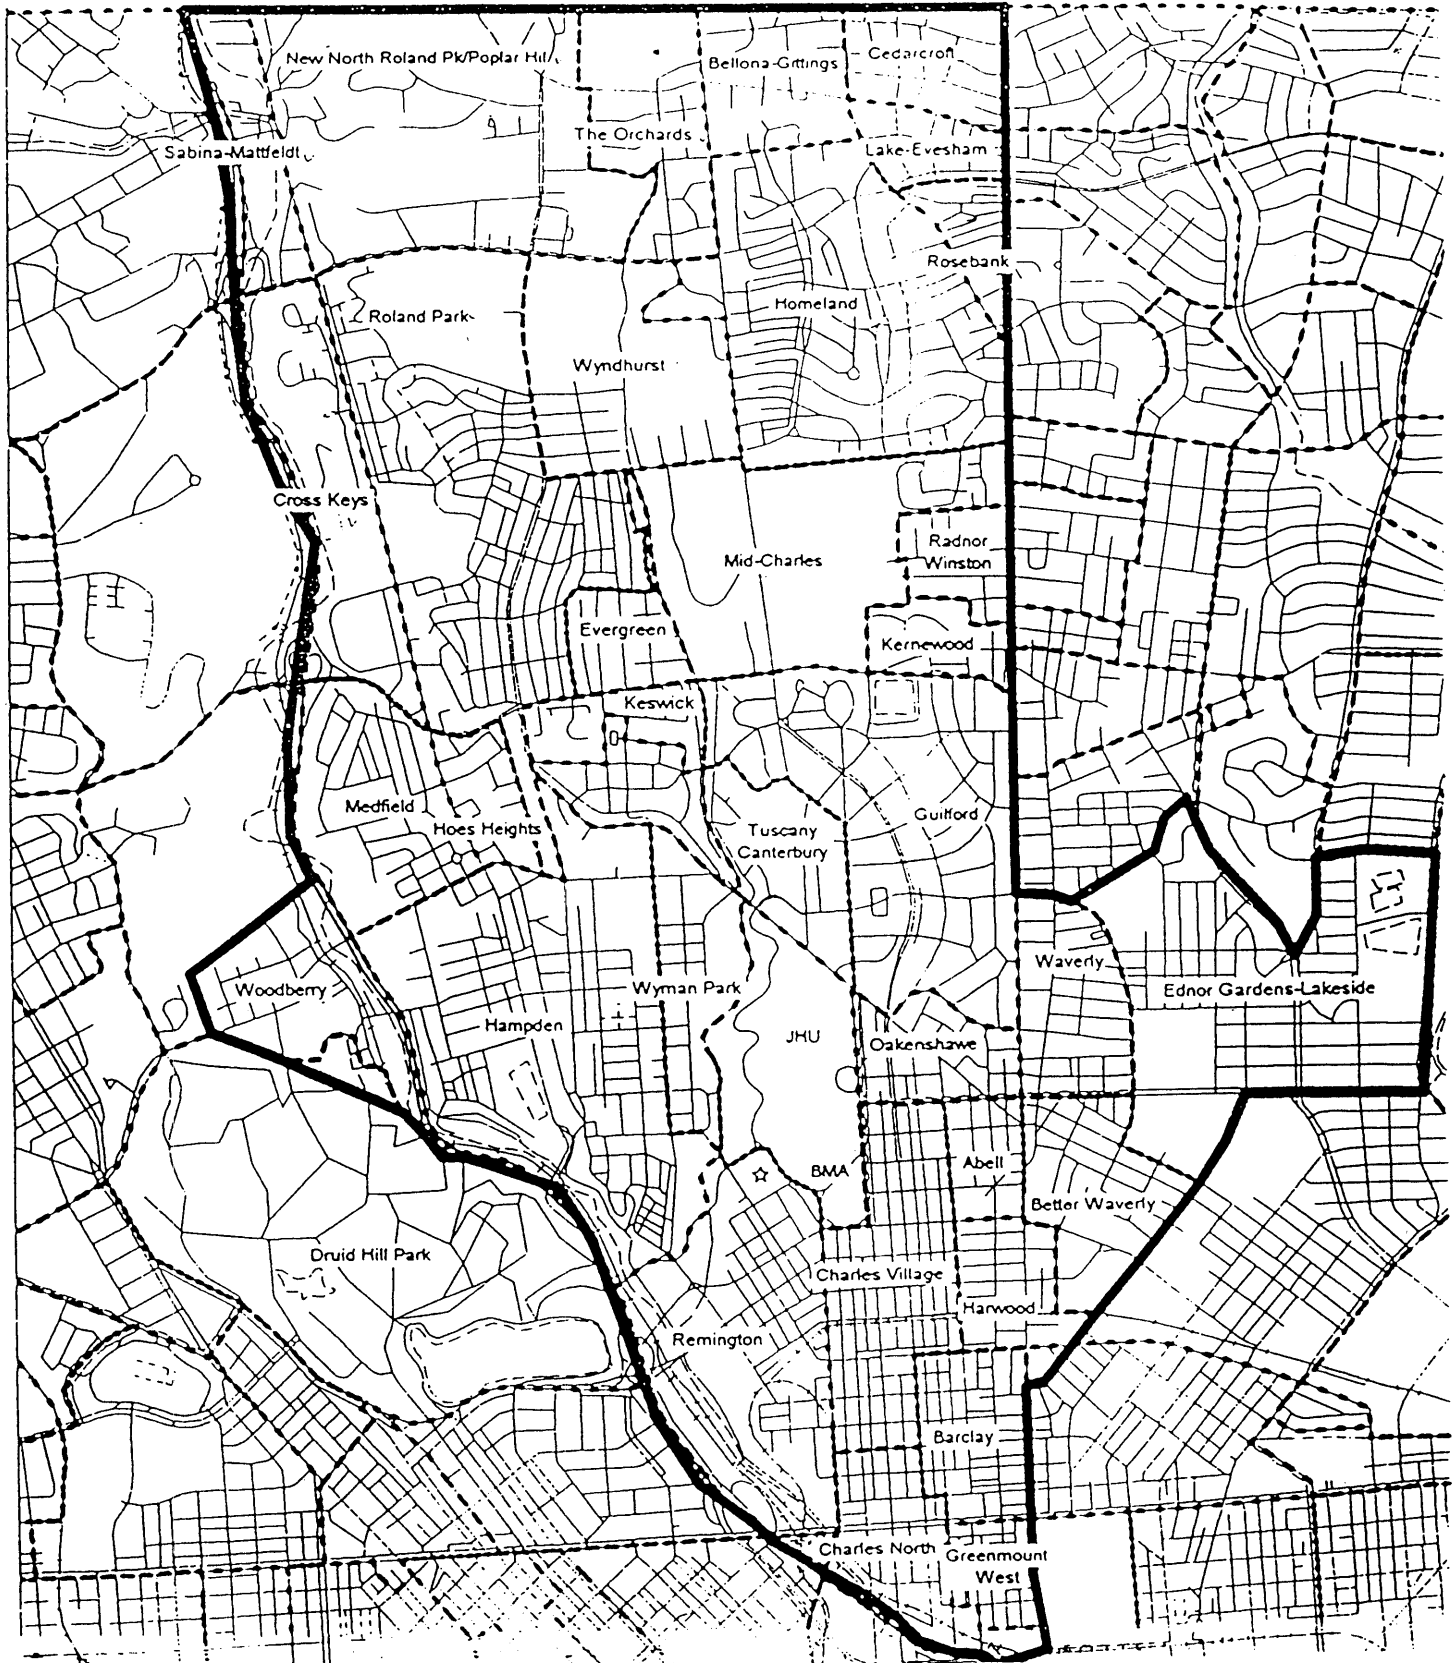 New North Roland Pk/Poplar Hill
Bellona-Gittings
Cedarcroft
The Orchards
Sabina-Mattfeldt
Lake-Evesham
Rosebank
Homeland
Roland Park
Wyndhurst
Cross Keys
Radnor
Winston
Mid-Charles
Evergreen
Kernewood
Keswick
Medfield
Hoes Heights
Tuscany
Canterbury
Guilford
Waverly
Woodberry
Wyman Park
Ednor Gardens-Lakeside
Hampden
JHU
Oakenshawe
BMA
Abell
Better Waverly
Druid Hill Park
Charles Village
Harwood
Remington
Barclay
Charles North
Greenmount
West